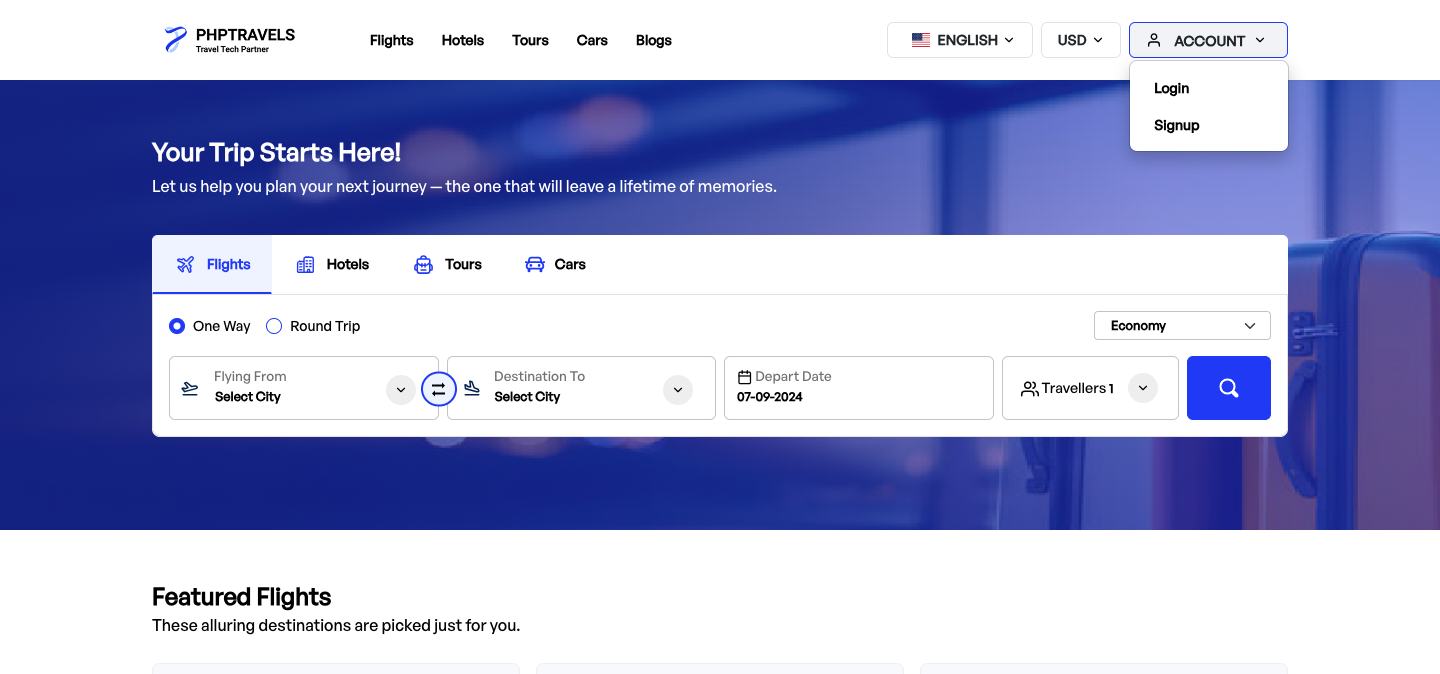 PHPTRAVELS
Travel Tech Partner
Flights Hotels Tours Cars Blogs
ENGLISH USD ACCOUNT
Login
Signup
Your Trip Starts Here!
Let us help you plan your next journey – the one that will leave a lifetime of memories.
Flights Hotels Tours Cars
One Way Round Trip Economy
Flying From Destination To Depart Date
Select City Select City 07-09-2024 Travellers 1
Featured Flights
These alluring destinations are picked just for you.